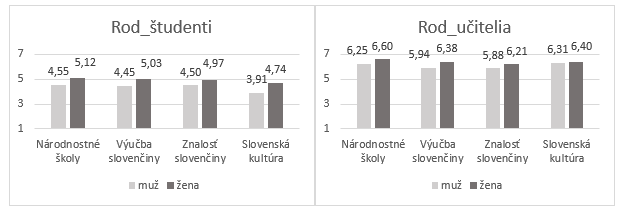 Rod_študenti
7
5
3
1
4,55 5,12
4,45 5,03
4,50 4,97
3,91 4,74
Národnostné
školy
Výučba
slovenčiny
Znalosť
slovenčiny
Slovenská
kultúra
muž žena
Rod_učitelia
7
5
3
1
6,25 6,60
5,94 6,38
5,88 6,21
6,31 6,40
Národnostné
školy
Výučba
slovenčiny
Znalosť
slovenčiny
Slovenská
kultúra
muž žena